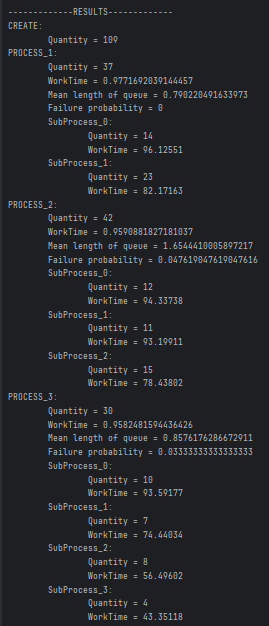 -------------RESULTS-------------
CREATE:
Quantity = 109
PROCESS_1:
Quantity = 37
WorkTime = 0.9771692039144457
Mean length of queue = 0.790220491633973
Failure probability = 0
SubProcess_0:
Quantity = 14
WorkTime = 96.12551
SubProcess_1:
Quantity = 23
WorkTime = 82.17163
PROCESS_2:
Quantity = 42
WorkTime = 0.9590881827181037
Mean length of queue = 1.6544410005897217
Failure probability = 0.047619047619047616
SubProcess_0:
Quantity = 12
WorkTime = 94.33738
SubProcess_1:
Quantity = 11
WorkTime = 93.19911
SubProcess_2:
Quantity = 15
WorkTime = 78.43802
PROCESS_3:
Quantity = 30
WorkTime = 0.9582481594436426
Mean length of queue = 0.8576176286672911
Failure probability = 0.03333333333333333
SubProcess_0:
Quantity = 10
WorkTime = 93.59177
SubProcess_1:
Quantity = 7
WorkTime = 74.44034
SubProcess_2:
Quantity = 8
WorkTime = 56.49602
SubProcess_3:
Quantity = 4
WorkTime = 43.35118